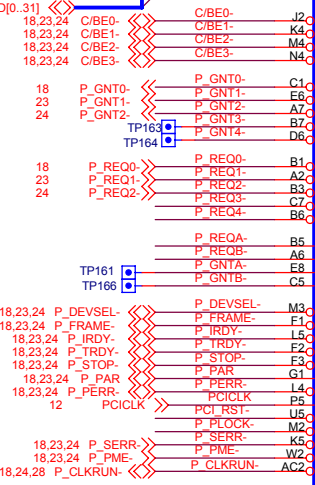 D[0..31]
18,23,24 C/BE0- C/BE0- J2
18,23,24 C/BE1- C/BE1- K4
18,23,24 C/BE2- C/BE2- M4
18,23,24 C/BE3- C/BE3- N4
18 P_GNT0- P_GNT0- C1
23 P_GNT1- P_GNT1- E6
24 P_GNT2- P_GNT2- A7
TP163 P_GNT3- B7
TP164 P_GNT4- D6
18 P_REQ0- P_REQ0- B1
23 P_REQ1- P_REQ1- A2
24 P_REQ2- P_REQ2- B3
P_REQ3- C7
P_REQ4- B6
P_REQA- B5
P_REQB- A6
TP161 P_GNTA- E8
TP166 P_GNTB- C5
18,23,24 P_DEVSEL- P_DEVSEL- M3
18,23,24 P_FRAME- P_FRAME- F1
18,23,24 P_IRDY- P_IRDY- L5
18,23,24 P_TRDY- P_TRDY- F2
18,23,24 P_STOP- P_STOP- F3
18,23,24 P_PAR P_PAR G1
18,23,24 P_PERR- P_PERR- L4
12 PCICLK PCICLK P5
PCI_RST- U5
P_PLOCK- M2
18,23,24 P_SERR- P_SERR- K5
18,23,24 P_PME- P_PME- W2
18,24,28 P_CLKRUN- P_CLKRUN- AC2